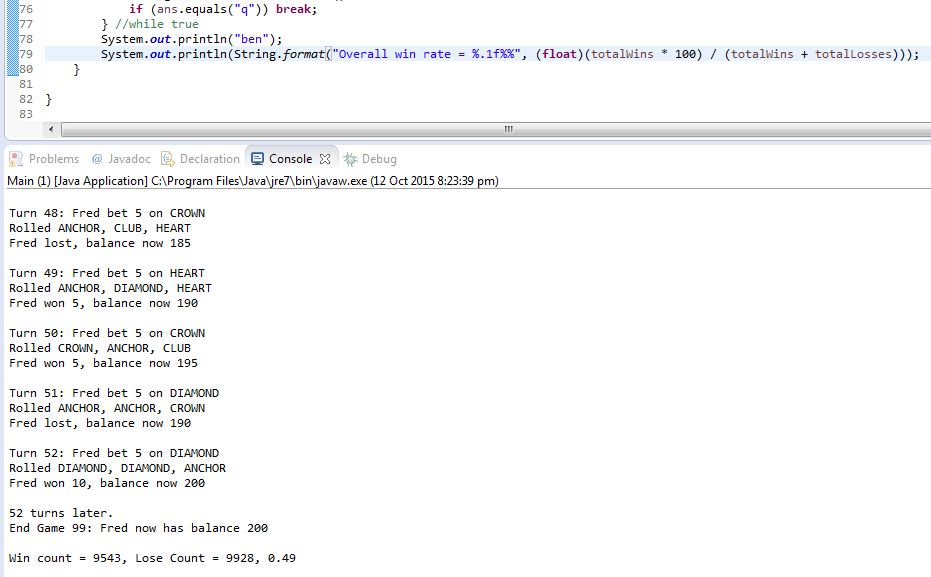 76 if (ans.equals("q")) break;
77 } //while true
78 System.out.println("ben");
79 System.out.println(String.format("Overall win rate = %.1f%%", (float)(totalWins * 100) / (totalWins + totalLosses)));
80 }
81
82 }
83
Problems @ Javadoc Declaration Console Debug
Main (1) [Java Application] C:\Program Files\Java\jre7\bin\javaw.exe (12 Oct 2015 8:23:39 pm)
Turn 48: Fred bet 5 on CROWN
Rolled ANCHOR, CLUB, HEART
Fred lost, balance now 185
Turn 49: Fred bet 5 on HEART
Rolled ANCHOR, DIAMOND, HEART
Fred won 5, balance now 190
Turn 50: Fred bet 5 on CROWN
Rolled CROWN, ANCHOR, CLUB
Fred won 5, balance now 195
Turn 51: Fred bet 5 on DIAMOND
Rolled ANCHOR, ANCHOR, CROWN
Fred lost, balance now 190
Turn 52: Fred bet 5 on DIAMOND
Rolled DIAMOND, DIAMOND, ANCHOR
Fred won 10, balance now 200
52 turns later.
End Game 99: Fred now has balance 200
Win count = 9543, Lose Count = 9928, 0.49